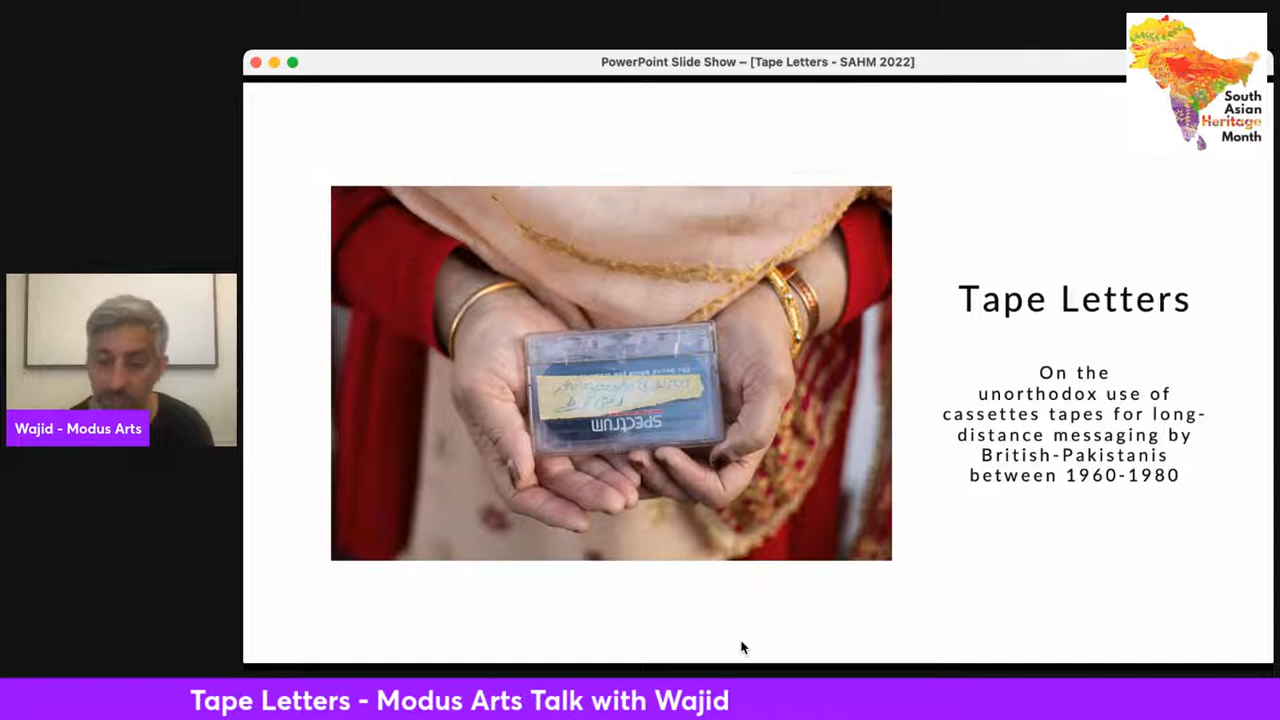 PowerPoint Slide Show – [Tape Letters - SAHM 2022]
South
Asian
Heritage
Month
Tape Letters
On the
unorthodox use of
cassettes tapes for long-
distance messaging by
British-Pakistanis
between 1960-1980
SPECTRUM
Wajid - Modus Arts
Tape Letters - Modus Arts Talk with Wajid